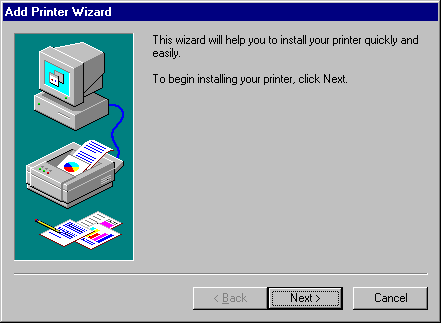 Add Printer Wizard
This wizard will help you to install your printer quickly and
easily.
To begin installing your printer, click Next.
< Back
Next >
Cancel